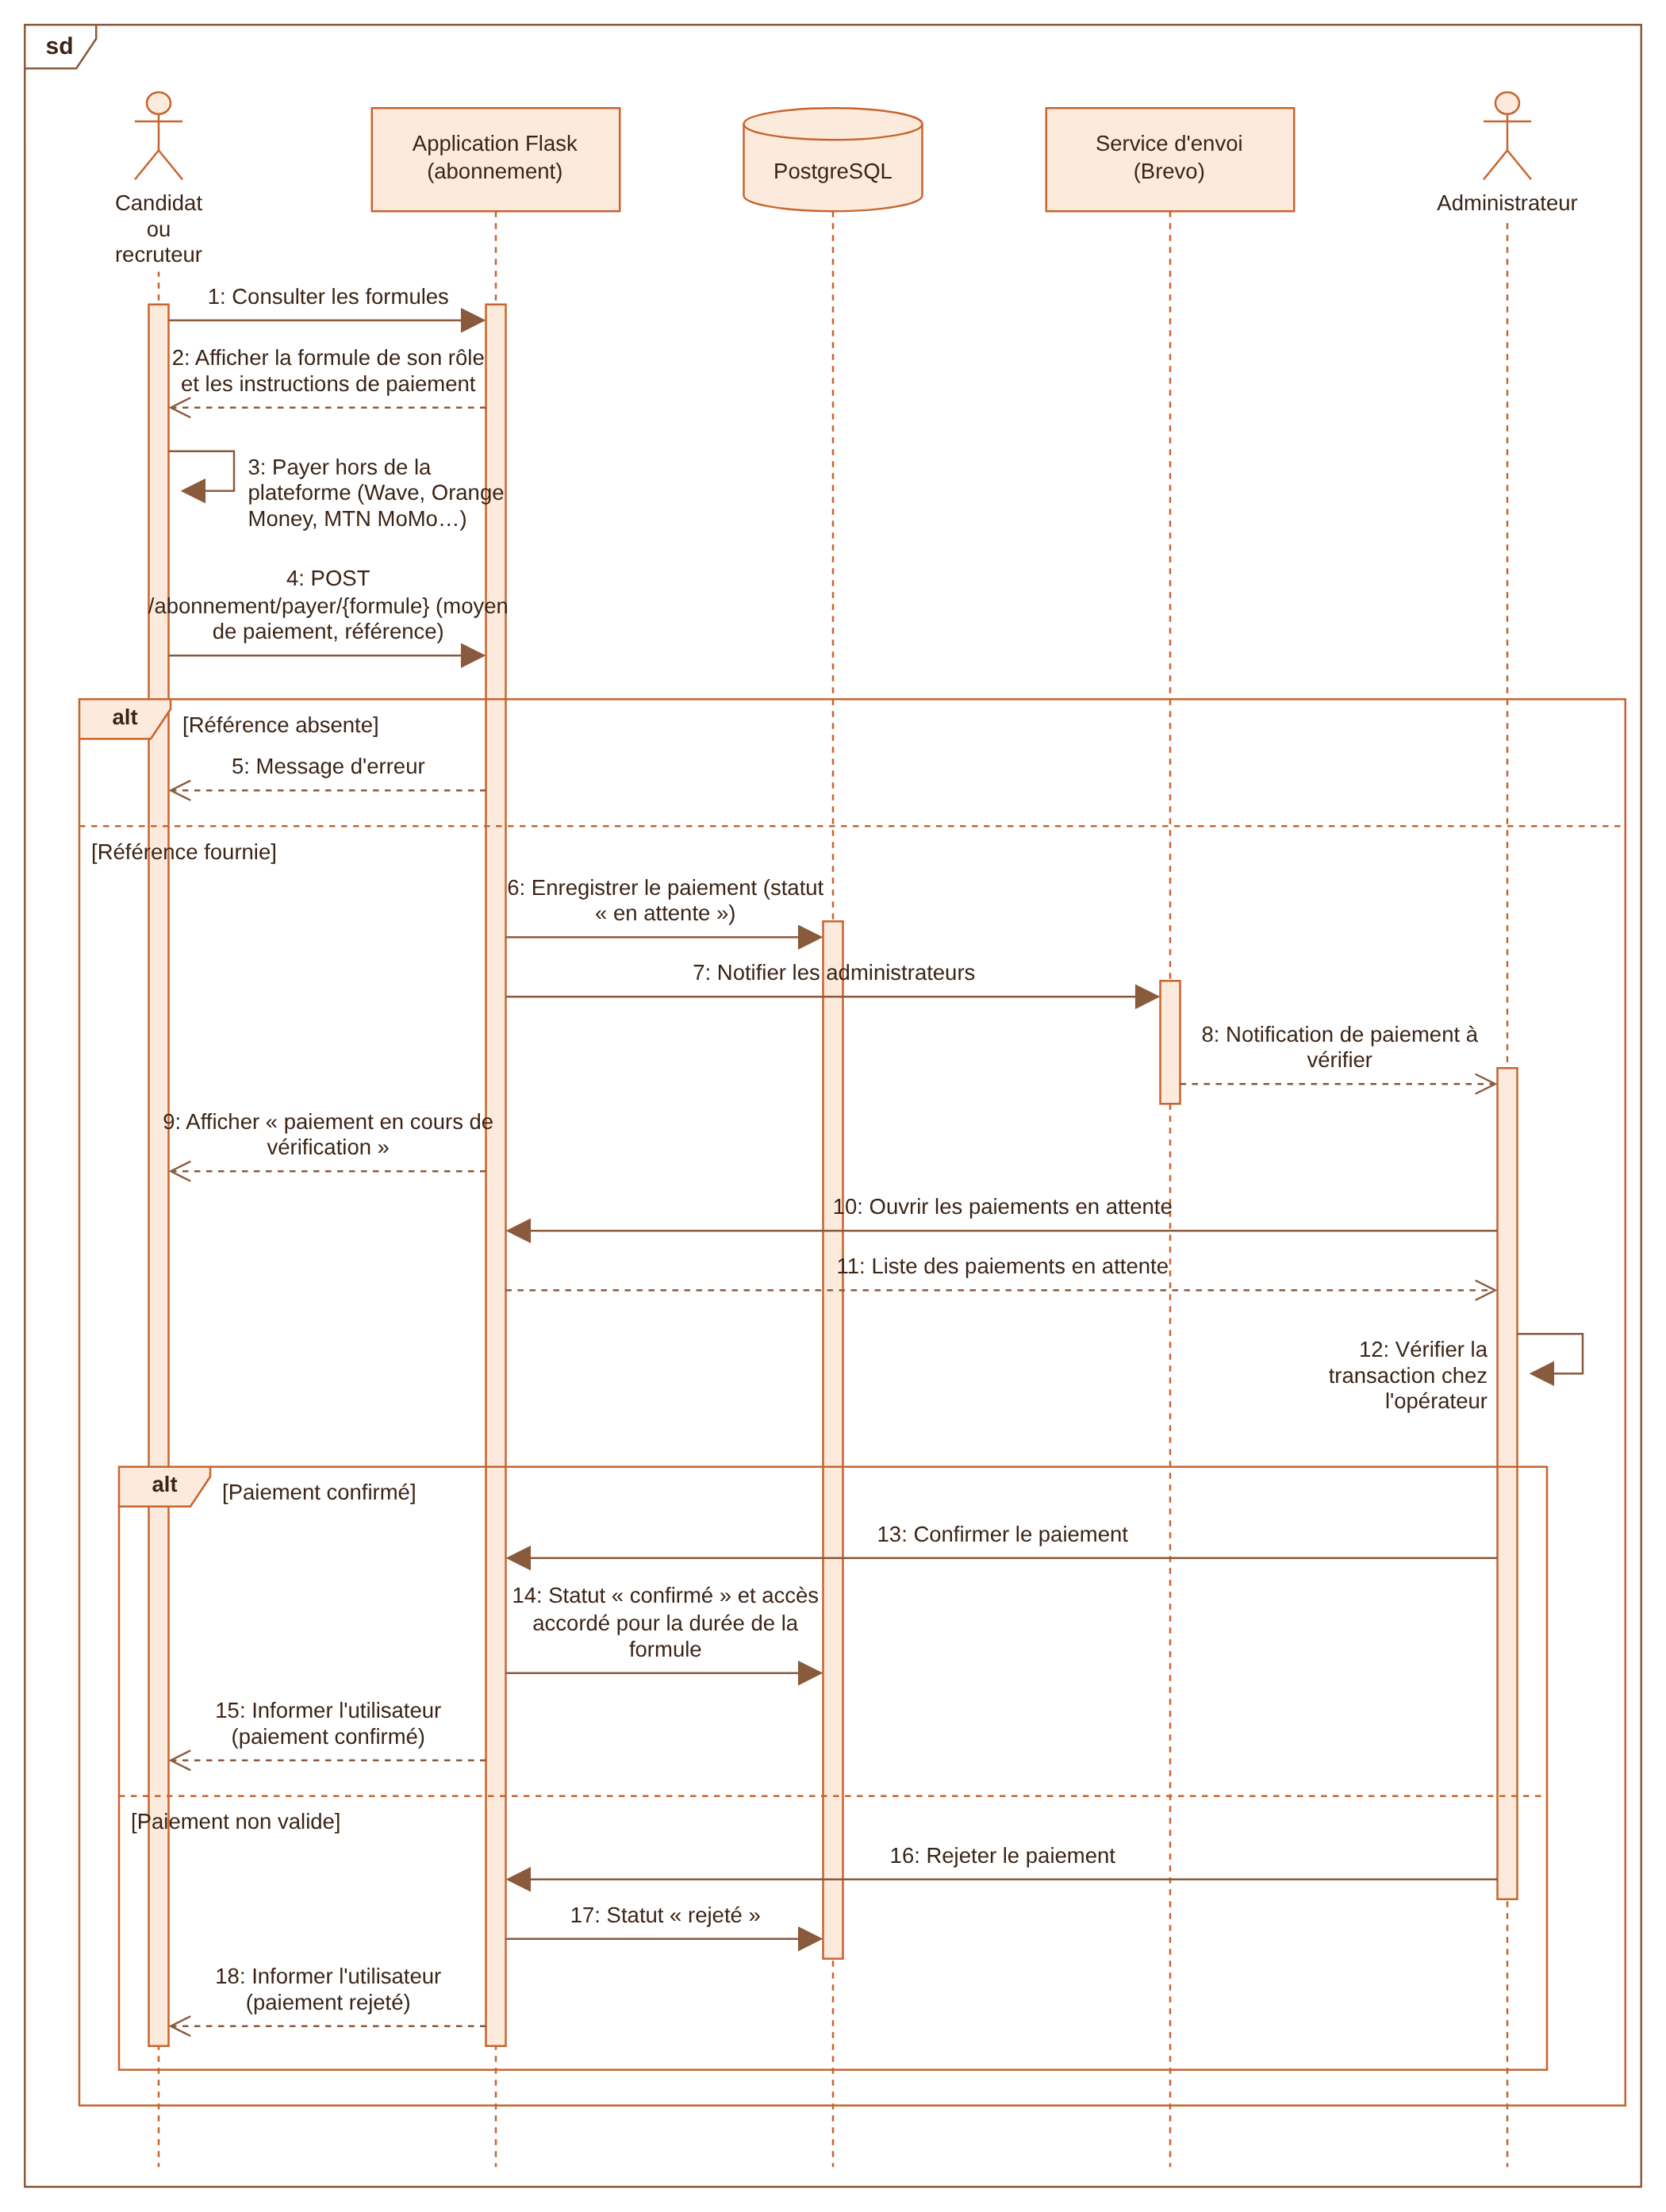 sd
Candidat
ou
recruteur
Application Flask
(abonnement)
PostgreSQL
Service d'envoi
(Brevo)
Administrateur
1: Consulter les formules
2: Afficher la formule de son rôle
et les instructions de paiement
3: Payer hors de la
plateforme (Wave, Orange
Money, MTN MoMo…)
4: POST
/abonnement/payer/{formule} (moyen
de paiement, référence)
alt
[Référence absente]
5: Message d'erreur
[Référence fournie]
6: Enregistrer le paiement (statut
« en attente »)
7: Notifier les administrateurs
8: Notification de paiement à
vérifier
9: Afficher « paiement en cours de
vérification »
10: Ouvrir les paiements en attente
11: Liste des paiements en attente
12: Vérifier la
transaction chez
l'opérateur
alt
[Paiement confirmé]
13: Confirmer le paiement
14: Statut « confirmé » et accès
accordé pour la durée de la
formule
15: Informer l'utilisateur
(paiement confirmé)
[Paiement non valide]
16: Rejeter le paiement
17: Statut « rejeté »
18: Informer l'utilisateur
(paiement rejeté)